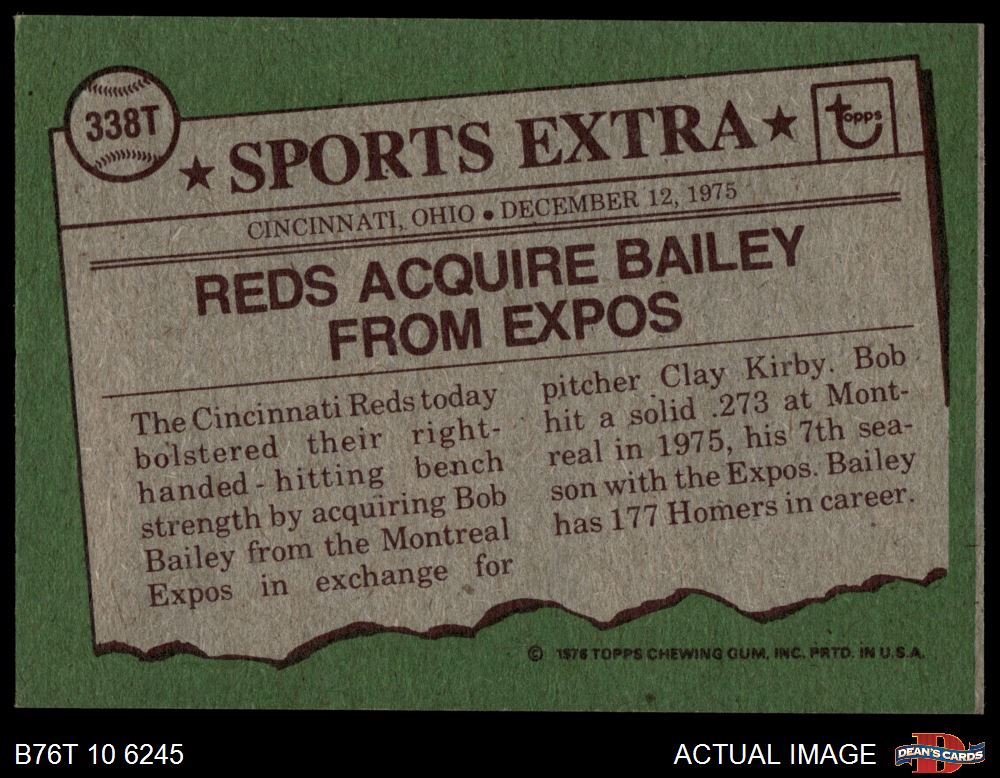 338T
★ SPORTS EXTRA ★
topps
CINCINNATI, OHIO • DECEMBER 12, 1975
REDS ACQUIRE BAILEY
FROM EXPOS
The Cincinnati Reds today
bolstered their right-
handed-hitting bench
strength by acquiring Bob
Bailey from the Montreal
Expos in exchange for
pitcher Clay Kirby. Bob
hit a solid .273 at Mont-
real in 1975, his 7th sea-
son with the Expos. Bailey
has 177 Homers in career.
© 1976 TOPPS CHEWING GUM, INC. PRTD. IN U.S.A.
B76T 10 6245
ACTUAL IMAGE
DEAN'S CARDS